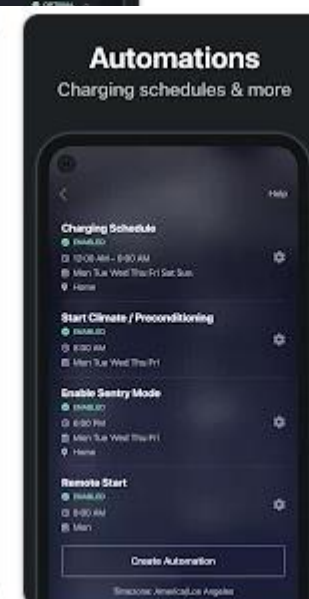 OPTIMAL
Automations
Charging schedules & more
Help
Charging Schedule
ENABLED
12:00 AM – 6:00 AM
Mon Tue Wed Thu Fri Sat Sun
Home
Start Climate / Preconditioning
ENABLED
8:00 AM
Mon Tue Wed Thu Fri
Enable Sentry Mode
ENABLED
6:00 PM
Mon Tue Wed Thu Fri
Home
Remote Start
ENABLED
Mon
Create Automation
Timezone: America/Los Angeles